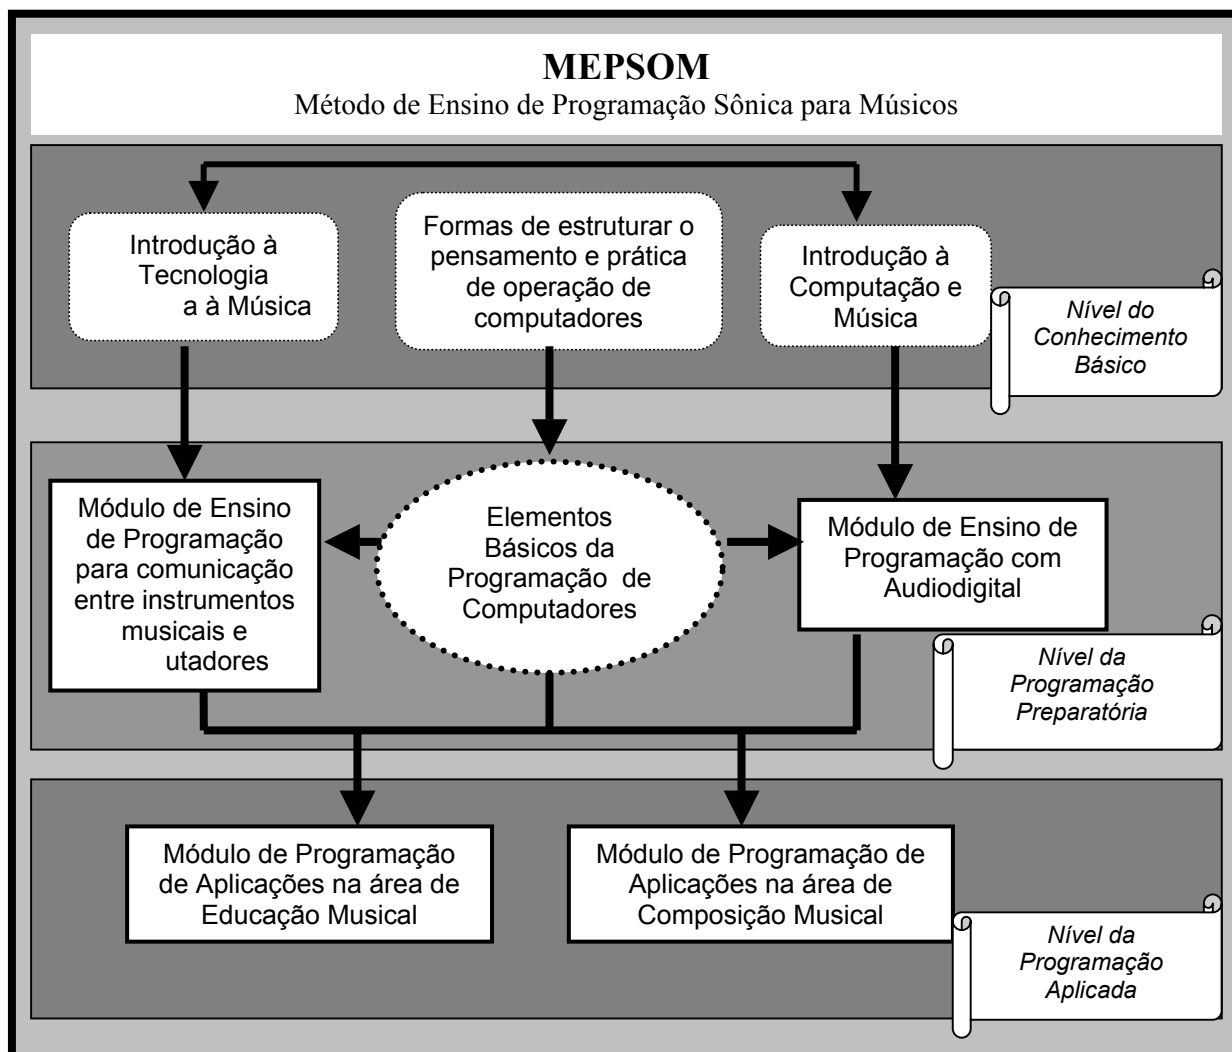 MEPSOM
Método de Ensino de Programação Sônica para Músicos
Introdução à
Tecnologia
a à Música
Formas de estruturar o
pensamento e prática
de operação de
computadores
Introdução à
Computação e
Música
Nível do
Conhecimento
Básico
Módulo de Ensino
de Programação
para comunicação
entre instrumentos
musicais e
utadores
Elementos
Básicos da
Programação de
Computadores
Módulo de Ensino de
Programação com
Audiodigital
Nível da
Programação
Preparatória
Módulo de Programação
de Aplicações na área de
Educação Musical
Módulo de Programação de
Aplicações na área de
Composição Musical
Nível da
Programação
Aplicada